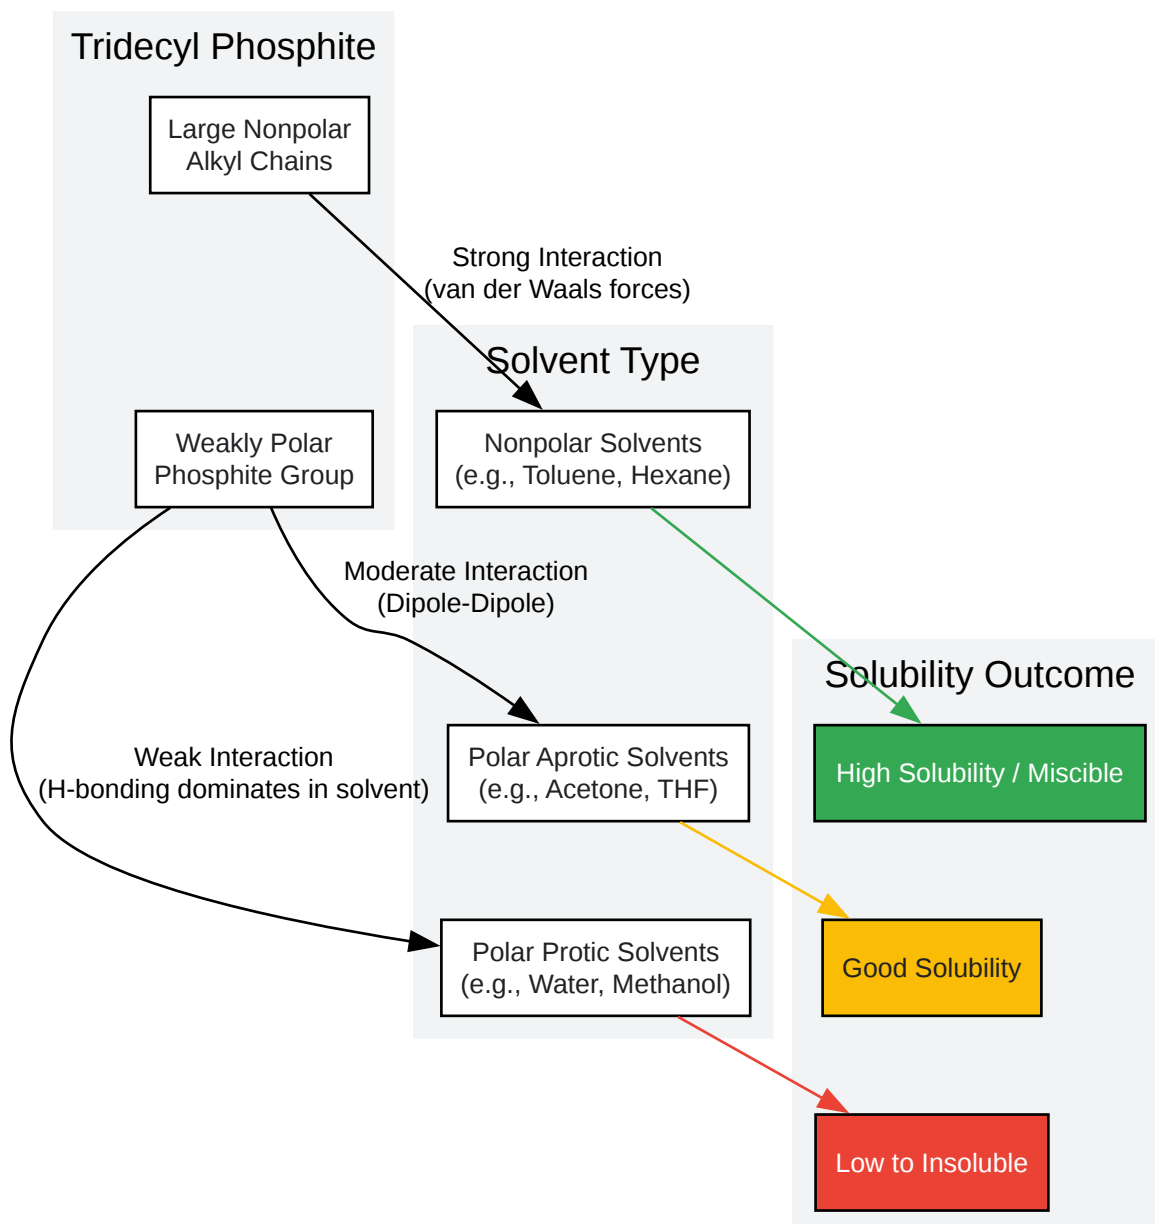 Tridecyl Phosphite
Large Nonpolar
Alkyl Chains
Strong Interaction
(van der Waals forces)
Solvent Type
Weakly Polar
Phosphite Group
Nonpolar Solvents
(e.g., Toluene, Hexane)
Moderate Interaction
(Dipole-Dipole)
Solubility Outcome
Weak Interaction
(H-bonding dominates in solvent)
Polar Aprotic Solvents
(e.g., Acetone, THF)
High Solubility / Miscible
Polar Protic Solvents
(e.g., Water, Methanol)
Good Solubility
Low to Insoluble